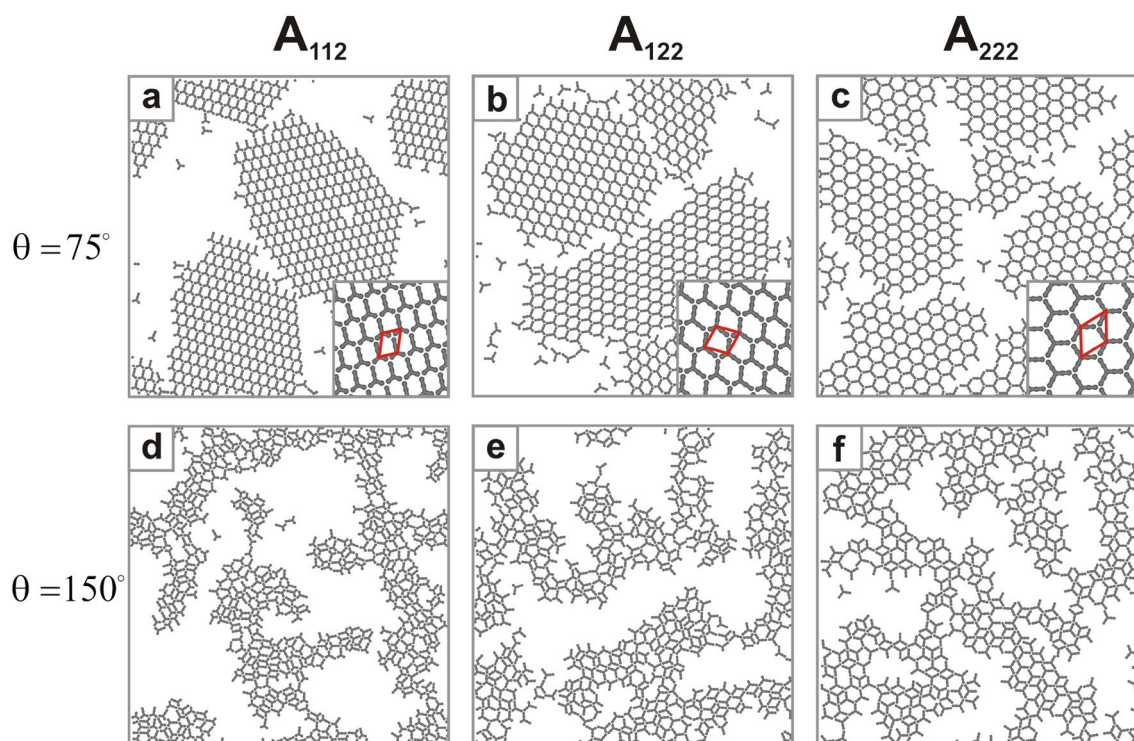 A112 A122 A222
a b c
θ = 75°
d e f
θ = 150°